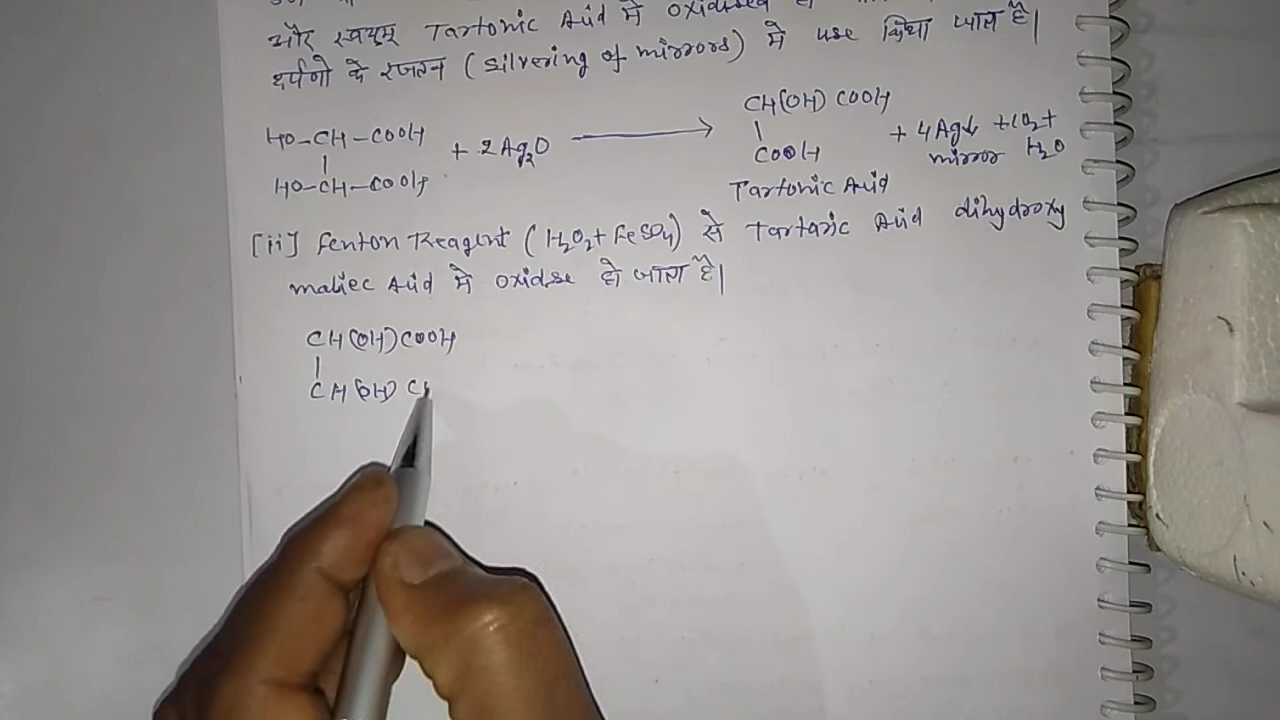 और स्वयम् Tartonic Acid में oxidised
दर्पणो के रजतन (silvering of mirrors) में use किया जाता है।
HO-CH-COOH + 2Ag2O ⟶ CH(OH) COOH + 4Ag↓ + CO2 +
| | mirror H2O
HO-CH-COOH COOH
Tartonic Acid
[ii] Fenton Reagent (H2O2 + FeSO4) से Tartaric Acid dihydroxy
maliec Acid में oxidise हो जाता है।
CH(OH)COOH
|
CH(OH) C